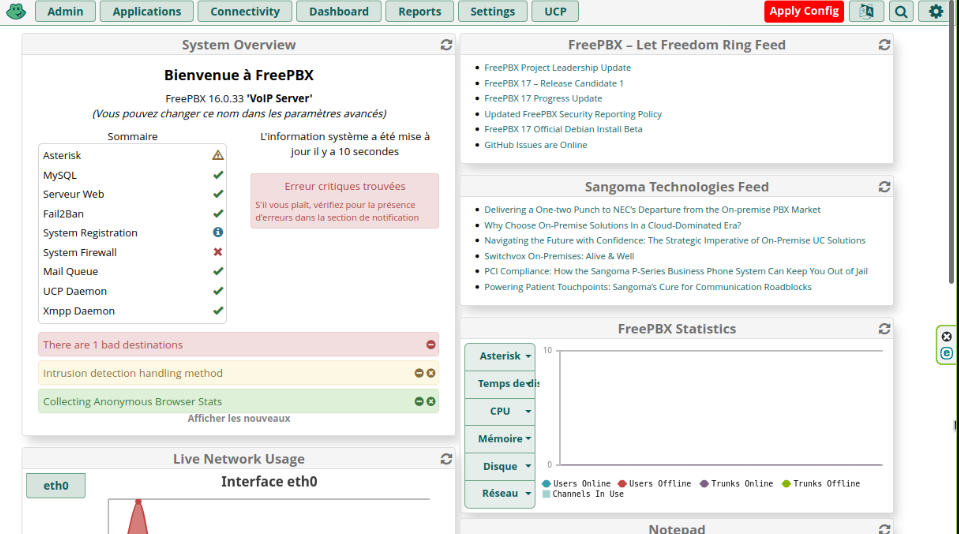 Admin Applications Connectivity Dashboard Reports Settings UCP Apply Config
System Overview
Bienvenue à FreePBX
FreePBX 16.0.33 'VoIP Server'
(Vous pouvez changer ce nom dans les paramètres avancés)
Sommaire
Asterisk
MySQL
Serveur Web
Fail2Ban
System Registration
System Firewall
Mail Queue
UCP Daemon
Xmpp Daemon
L'information système a été mise à
jour il y a 10 secondes
Erreur critiques trouvées
S'il vous plaît, vérifiez pour la présence
d'erreurs dans la section de notification
There are 1 bad destinations
Intrusion detection handling method
Collecting Anonymous Browser Stats
Afficher les nouveaux
Live Network Usage
eth0
Interface eth0
FreePBX – Let Freedom Ring Feed
FreePBX Project Leadership Update
FreePBX 17 – Release Candidate 1
FreePBX 17 Progress Update
Updated FreePBX Security Reporting Policy
FreePBX 17 Official Debian Install Beta
GitHub Issues are Online
Sangoma Technologies Feed
Delivering a One-two Punch to NEC's Departure from the On-premise PBX Market
Why Choose On-Premise Solutions In a Cloud-Dominated Era?
Navigating the Future with Confidence: The Strategic Imperative of On-Premise UC Solutions
Switchvox On-Premises: Alive & Well
PCI Compliance: How the Sangoma P-Series Business Phone System Can Keep You Out of Jail
Powering Patient Touchpoints: Sangoma's Cure for Communication Roadblocks
FreePBX Statistics
Asterisk
Temps de dis
CPU
Mémoire
Disque
Réseau
10
0
Users Online Users Offline Trunks Online Trunks Offline
Channels In Use
Notepad